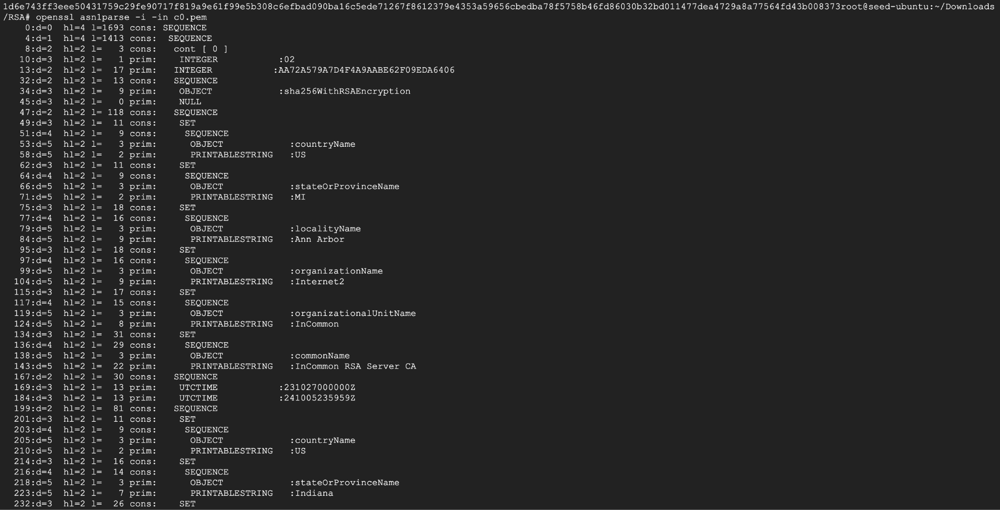 1d6e743ff3eee50431759c29fe90717f819a9e61f99e5b308c6efbad090ba16c5ede71267f8612379e4353a59656cbedba78f5758b46fd86030b32bd011477dea4729a8a77564fd43b008373root@seed-ubuntu:~/Downloads
/RSA# openssl asn1parse -i -in c0.pem
    0:d=0  hl=4 l=1693 cons: SEQUENCE
    4:d=1  hl=4 l=1413 cons:  SEQUENCE
    8:d=2  hl=2 l=   3 cons:   cont [ 0 ]
   10:d=3  hl=2 l=   1 prim:    INTEGER           :02
   13:d=2  hl=2 l=  17 prim:   INTEGER           :AA72A579A7D4F4A9AABE62F09EDA6406
   32:d=2  hl=2 l=  13 cons:   SEQUENCE
   34:d=3  hl=2 l=   9 prim:    OBJECT            :sha256WithRSAEncryption
   45:d=3  hl=2 l=   0 prim:    NULL
   47:d=2  hl=2 l= 118 cons:   SEQUENCE
   49:d=3  hl=2 l=  11 cons:    SET
   51:d=4  hl=2 l=   9 cons:     SEQUENCE
   53:d=5  hl=2 l=   3 prim:      OBJECT            :countryName
   58:d=5  hl=2 l=   2 prim:      PRINTABLESTRING   :US
   62:d=3  hl=2 l=  11 cons:    SET
   64:d=4  hl=2 l=   9 cons:     SEQUENCE
   66:d=5  hl=2 l=   3 prim:      OBJECT            :stateOrProvinceName
   71:d=5  hl=2 l=   2 prim:      PRINTABLESTRING   :MI
   75:d=3  hl=2 l=  18 cons:    SET
   77:d=4  hl=2 l=  16 cons:     SEQUENCE
   79:d=5  hl=2 l=   3 prim:      OBJECT            :localityName
   84:d=5  hl=2 l=   9 prim:      PRINTABLESTRING   :Ann Arbor
   95:d=3  hl=2 l=  18 cons:    SET
   97:d=4  hl=2 l=  16 cons:     SEQUENCE
   99:d=5  hl=2 l=   3 prim:      OBJECT            :organizationName
  104:d=5  hl=2 l=   9 prim:      PRINTABLESTRING   :Internet2
  115:d=3  hl=2 l=  17 cons:    SET
  117:d=4  hl=2 l=  15 cons:     SEQUENCE
  119:d=5  hl=2 l=   3 prim:      OBJECT            :organizationalUnitName
  124:d=5  hl=2 l=   8 prim:      PRINTABLESTRING   :InCommon
  134:d=3  hl=2 l=  31 cons:    SET
  136:d=4  hl=2 l=  29 cons:     SEQUENCE
  138:d=5  hl=2 l=   3 prim:      OBJECT            :commonName
  143:d=5  hl=2 l=  22 prim:      PRINTABLESTRING   :InCommon RSA Server CA
  167:d=2  hl=2 l=  30 cons:   SEQUENCE
  169:d=3  hl=2 l=  13 prim:    UTCTIME           :231027000000Z
  184:d=3  hl=2 l=  13 prim:    UTCTIME           :241005235959Z
  199:d=2  hl=2 l=  81 cons:   SEQUENCE
  201:d=3  hl=2 l=  11 cons:    SET
  203:d=4  hl=2 l=   9 cons:     SEQUENCE
  205:d=5  hl=2 l=   3 prim:      OBJECT            :countryName
  210:d=5  hl=2 l=   2 prim:      PRINTABLESTRING   :US
  214:d=3  hl=2 l=  16 cons:    SET
  216:d=4  hl=2 l=  14 cons:     SEQUENCE
  218:d=5  hl=2 l=   3 prim:      OBJECT            :stateOrProvinceName
  223:d=5  hl=2 l=   7 prim:      PRINTABLESTRING   :Indiana
  232:d=3  hl=2 l=  26 cons:    SET